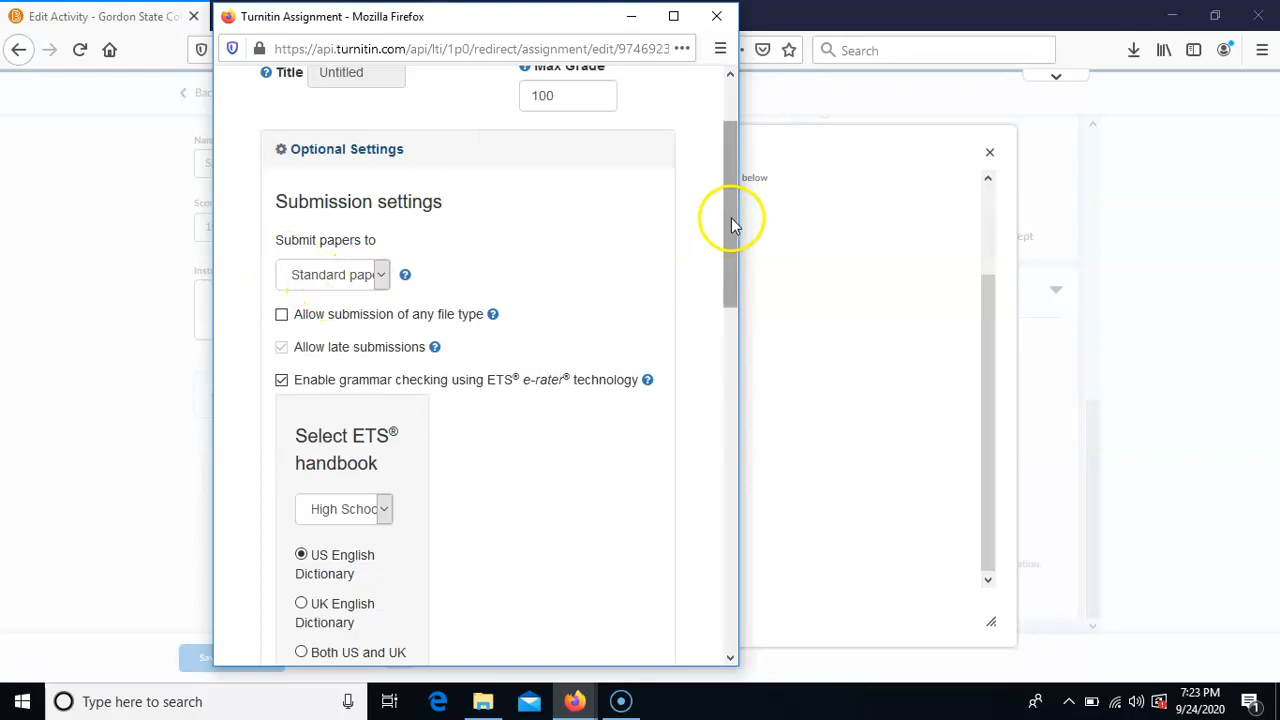 Edit Activity - Gordon State Co
Turnitin Assignment - Mozilla Firefox
https://api.turnitin.com/api/lti/1p0/redirect/assignment/edit/9746923
Search
Title
Untitled
Max Grade
100
Bac
Optional Settings
Submission settings
below
Submit papers to
Standard pape
Allow submission of any file type
Allow late submissions
Enable grammar checking using ETS® e-rater® technology
Select ETS®
handbook
High Schoo
US English
Dictionary
UK English
Dictionary
Both US and UK
Type here to search
7:23 PM
9/24/2020